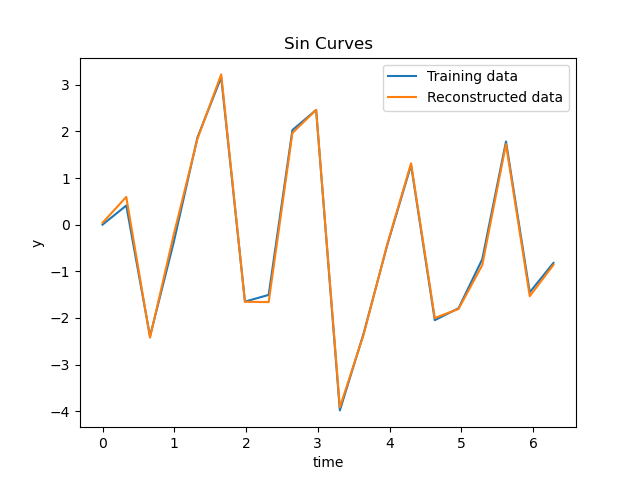 Sin Curves
Training data
Reconstructed data
3
2
1
0
−1
−2
−3
−4
y
0 1 2 3 4 5 6
time